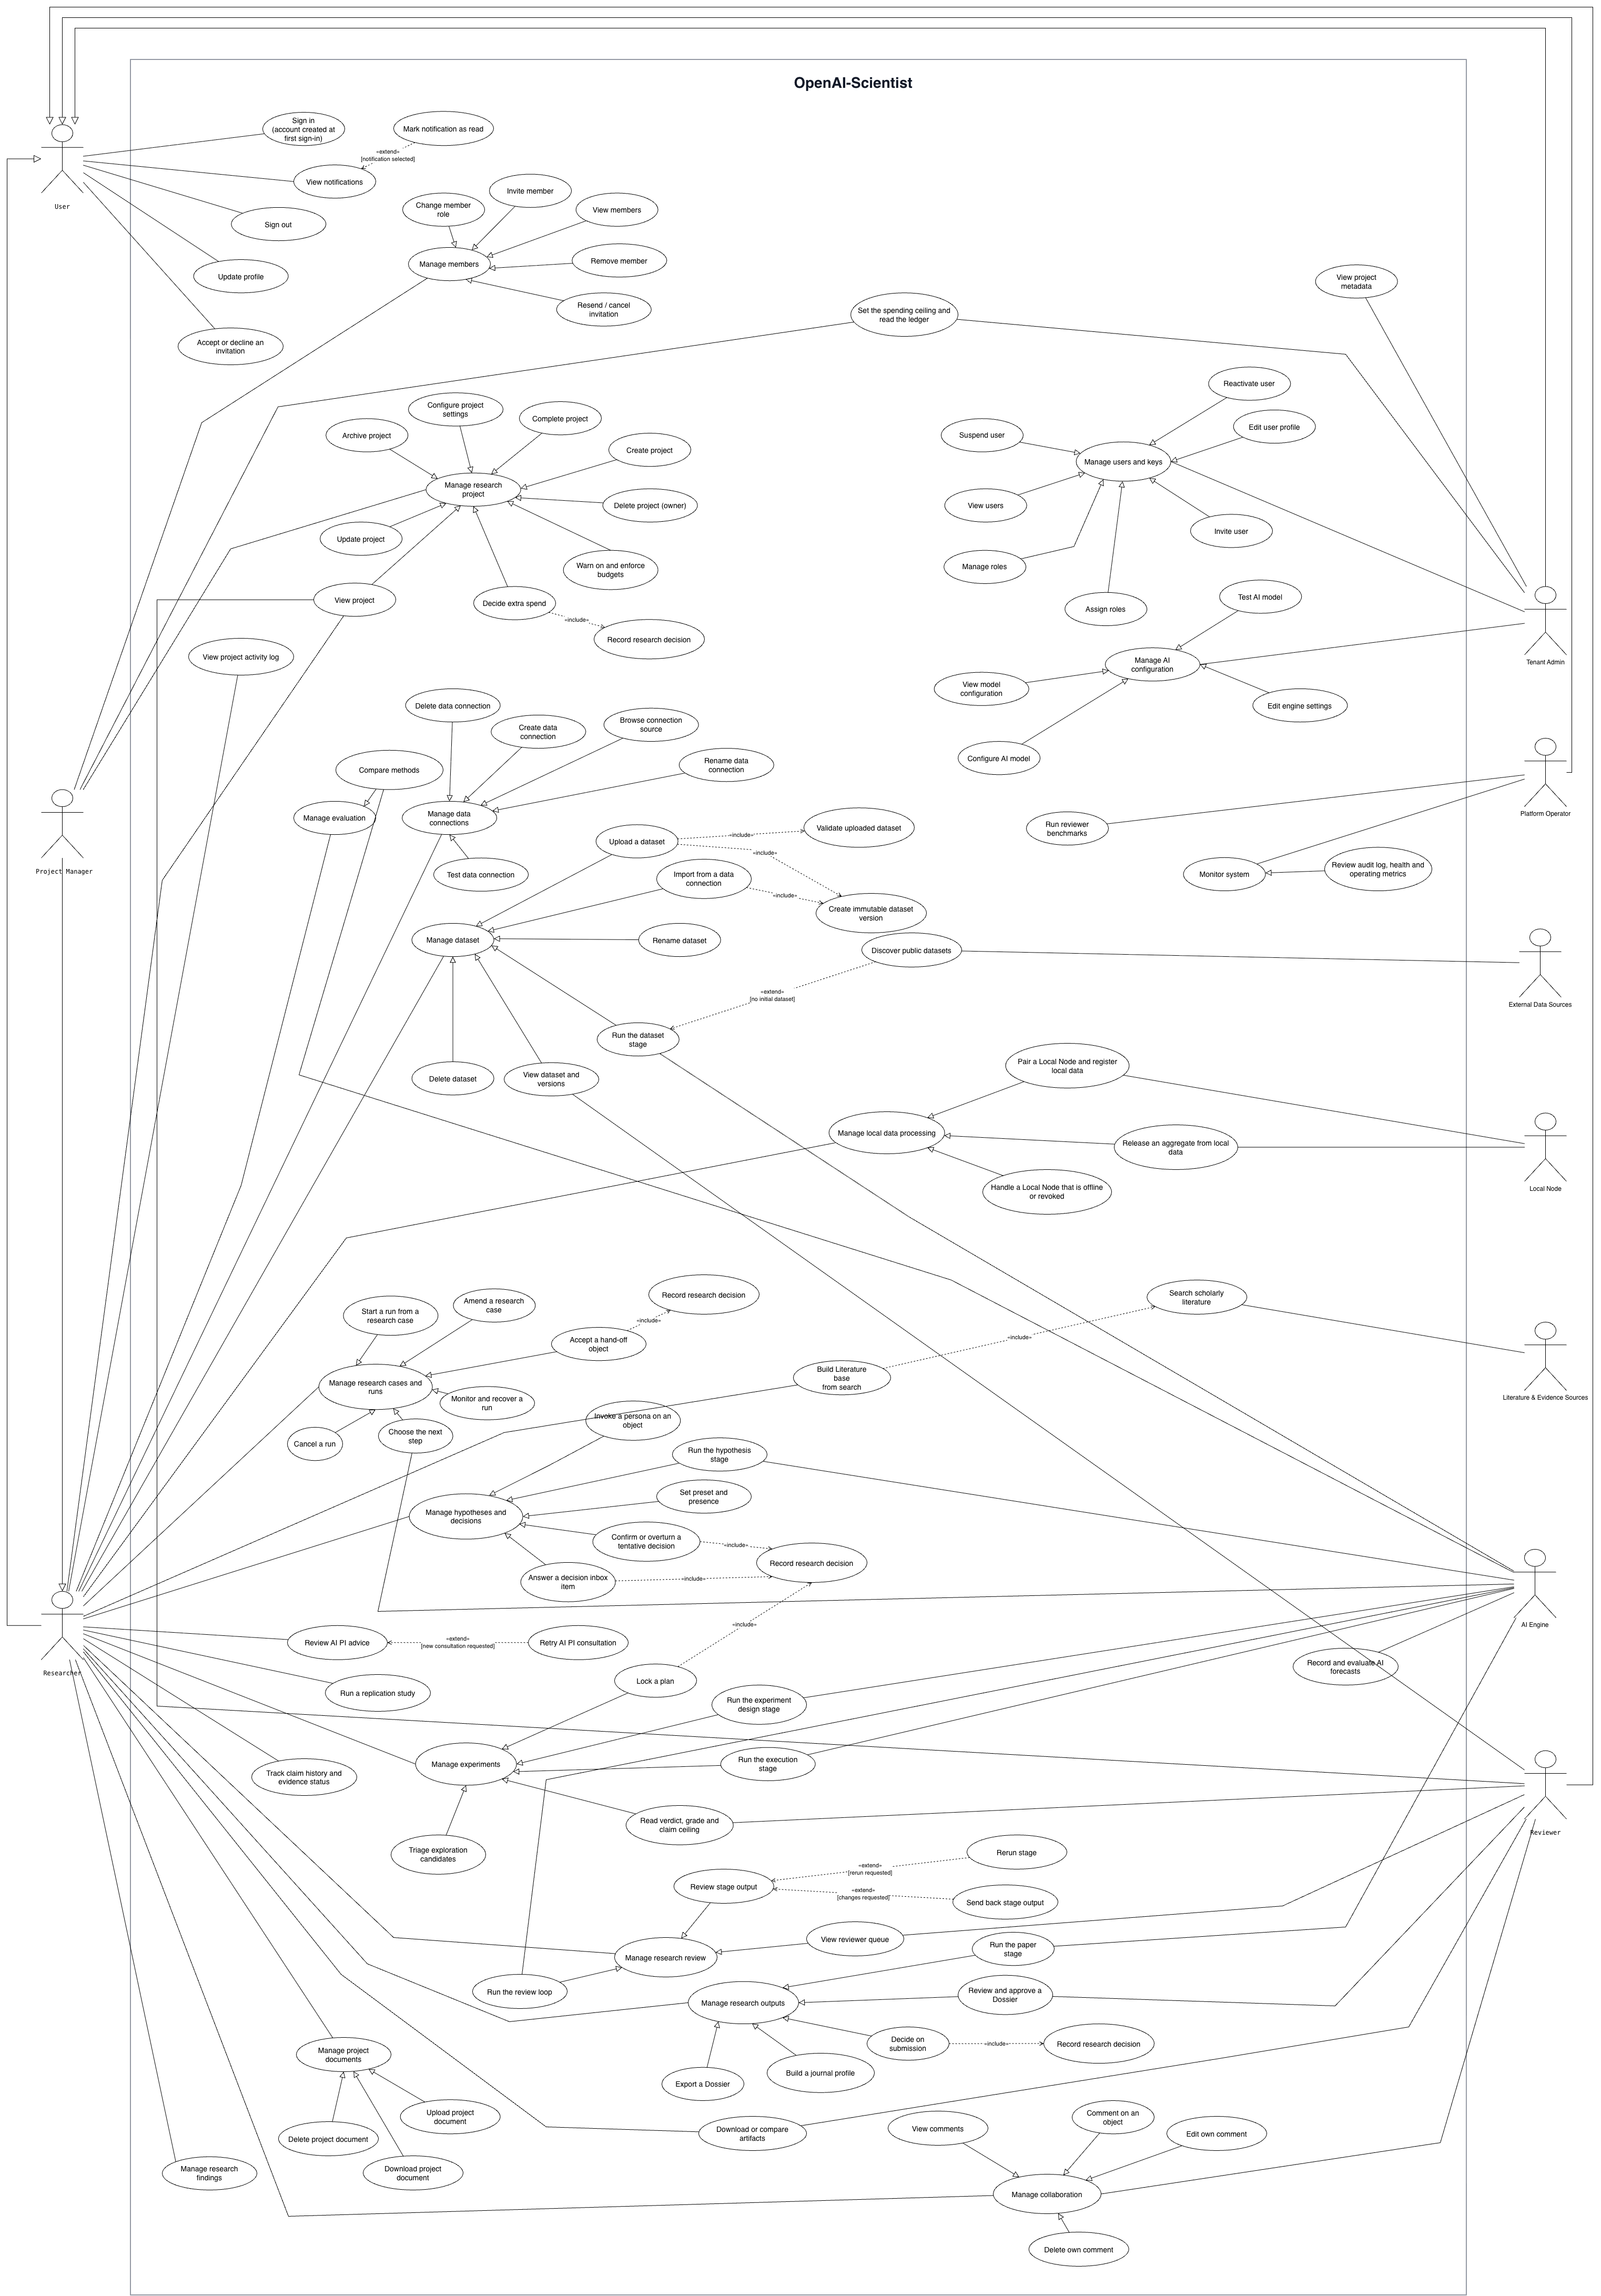 OpenAI-Scientist
Sign in
(account created at
first sign-in)
Mark notification as read
«extend»
[notification selected]
View notifications
User
Sign out
Update profile
Accept or decline an
invitation
Change member
role
Invite member
View members
Manage members
Remove member
Resend / cancel
invitation
Set the spending ceiling and
read the ledger
View project
metadata
Configure project
settings
Complete project
Archive project
Create project
Manage research
project
Delete project (owner)
Update project
Warn on and enforce
budgets
View project
Decide extra spend
«include»
Record research decision
View project activity log
Reactivate user
Suspend user
Edit user profile
Manage users and keys
View users
Invite user
Manage roles
Assign roles
Test AI model
Manage AI
configuration
View model
configuration
Edit engine settings
Configure AI model
Tenant Admin
Delete data connection
Create data
connection
Browse connection
source
Rename data
connection
Compare methods
Manage evaluation
Manage data
connections
Test data connection
Project Manager
Upload a dataset
«include»
Validate uploaded dataset
«include»
Import from a data
connection
«include»
Create immutable dataset
version
Run reviewer
benchmarks
Platform Operator
Monitor system
Review audit log, health and
operating metrics
Manage dataset
Rename dataset
Discover public datasets
«extend»
[no initial dataset]
External Data Sources
Run the dataset
stage
Delete dataset
View dataset and
versions
Pair a Local Node and register
local data
Manage local data processing
Release an aggregate from local
data
Handle a Local Node that is offline
or revoked
Local Node
Start a run from a
research case
Amend a research
case
Record research decision
«include»
Accept a hand-off
object
Manage research cases and
runs
Monitor and recover a
run
Cancel a run
Choose the next
step
Search scholarly
literature
«include»
Build Literature
base
from search
Literature & Evidence Sources
Invoke a persona on an
object
Run the hypothesis
stage
Set preset and
presence
Manage hypotheses and
decisions
Confirm or overturn a
tentative decision
«include»
Record research decision
Answer a decision inbox
item
«include»
«include»
AI Engine
Researcher
Review AI PI advice
«extend»
[new consultation requested]
Retry AI PI consultation
Record and evaluate AI
forecasts
Run a replication study
Lock a plan
Run the experiment
design stage
Manage experiments
Run the execution
stage
Track claim history and
evidence status
Read verdict, grade and
claim ceiling
Triage exploration
candidates
Reviewer
Review stage output
«extend»
[rerun requested]
Rerun stage
«extend»
[changes requested]
Send back stage output
View reviewer queue
Manage research review
Run the review loop
Run the paper
stage
Manage research outputs
Review and approve a
Dossier
Decide on
submission
«include»
Record research decision
Export a Dossier
Build a journal profile
Manage project
documents
Upload project
document
Delete project document
Download project
document
Manage research
findings
Download or compare
artifacts
View comments
Comment on an
object
Edit own comment
Manage collaboration
Delete own comment